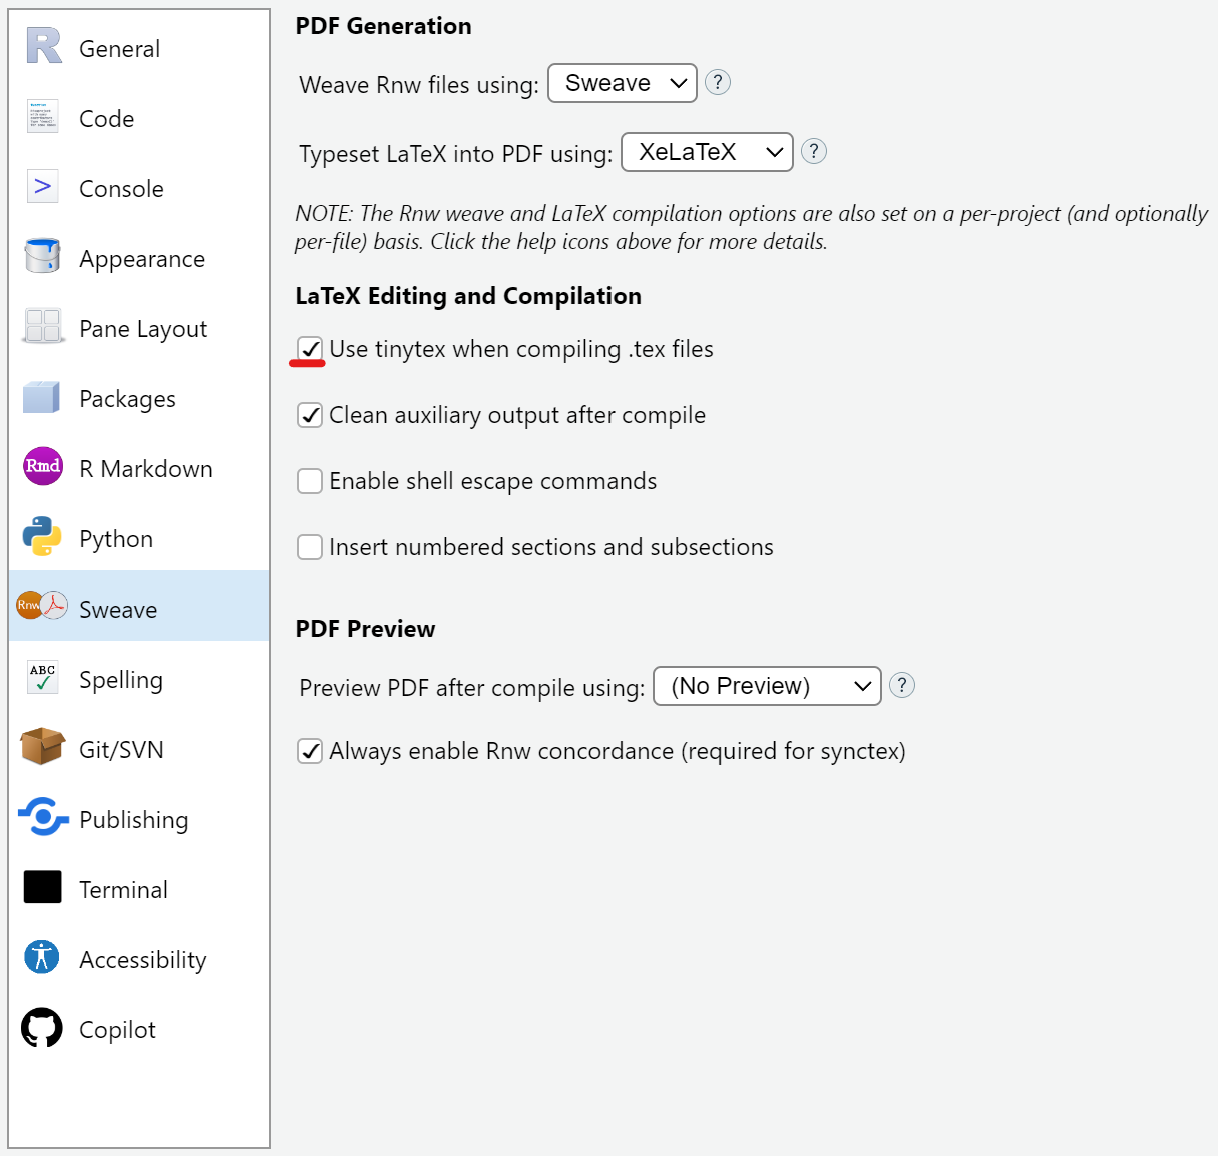 General
Code
Console
Appearance
Pane Layout
Packages
Rmd
R Markdown
Python
Rnw
Sweave
ABC
Spelling
Git/SVN
Publishing
Terminal
Accessibility
Copilot
PDF Generation
Weave Rnw files using: Sweave ?
Typeset LaTeX into PDF using: XeLaTeX ?
NOTE: The Rnw weave and LaTeX compilation options are also set on a per-project (and optionally
per-file) basis. Click the help icons above for more details.
LaTeX Editing and Compilation
Use tinytex when compiling .tex files
Clean auxiliary output after compile
Enable shell escape commands
Insert numbered sections and subsections
PDF Preview
Preview PDF after compile using: (No Preview) ?
Always enable Rnw concordance (required for synctex)